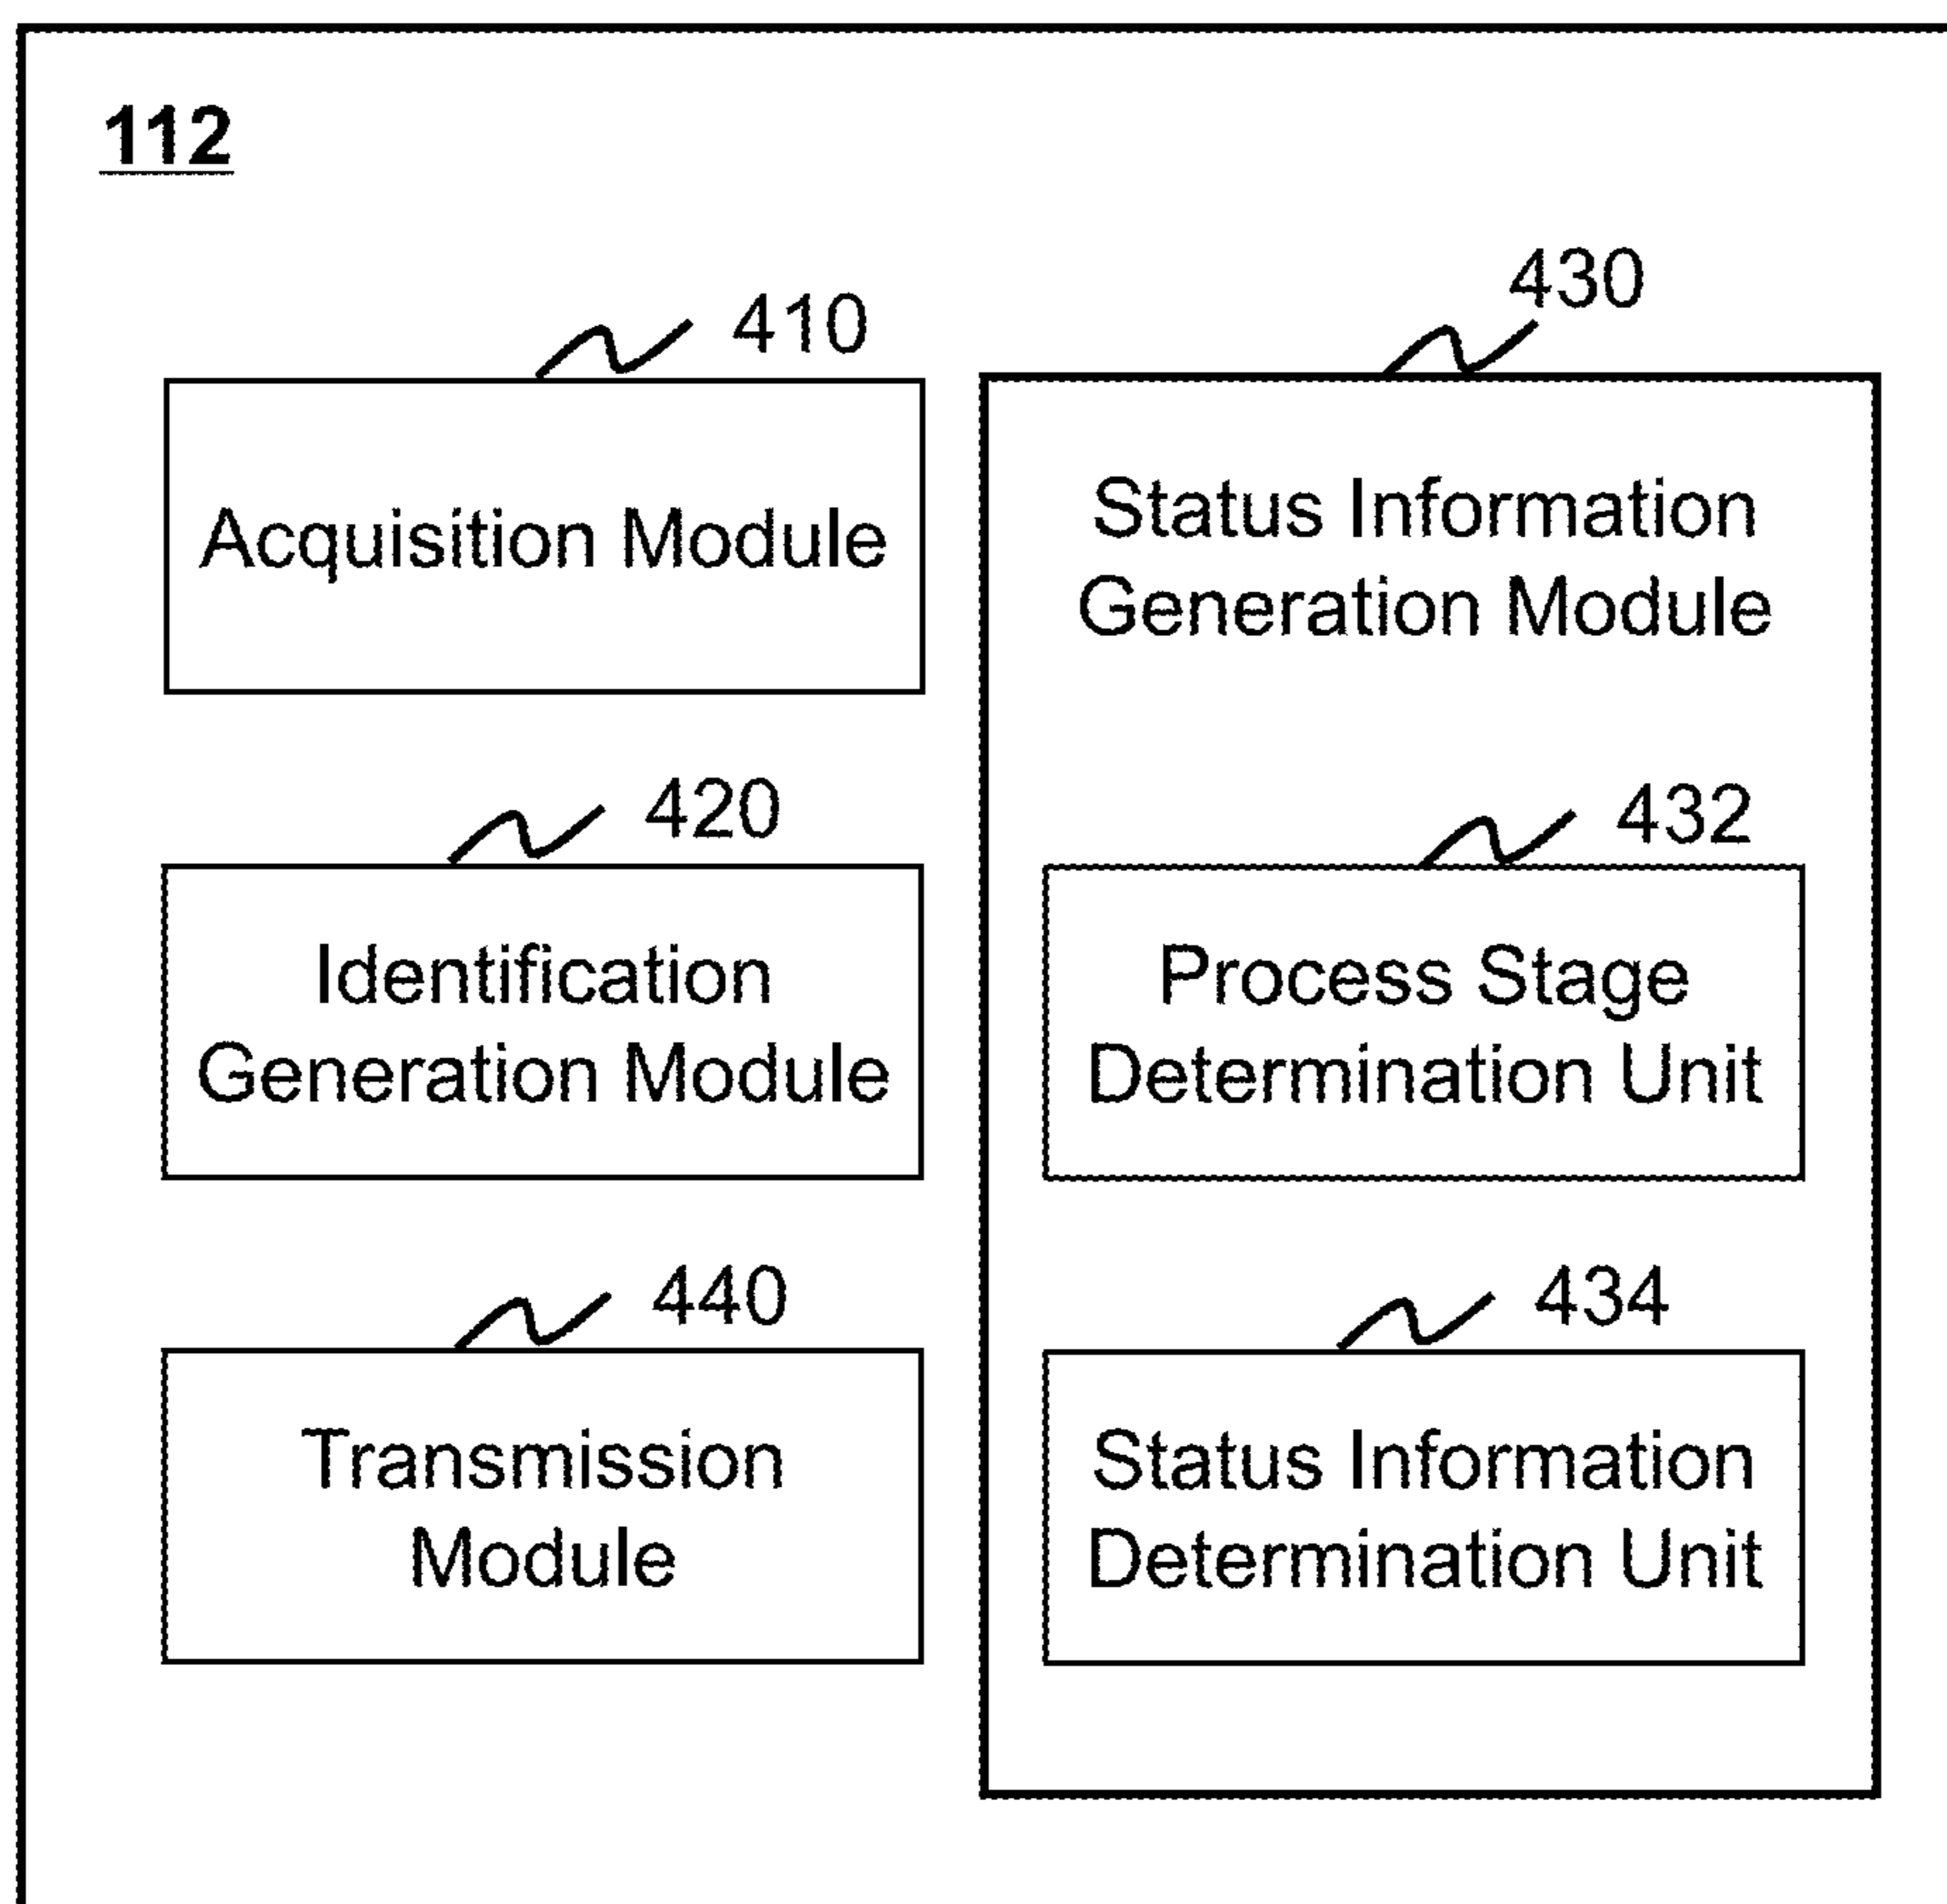 112
410
Acquisition Module
420
Identification
Generation Module
440
Transmission
Module
430
Status Information
Generation Module
432
Process Stage
Determination Unit
434
Status Information
Determination Unit